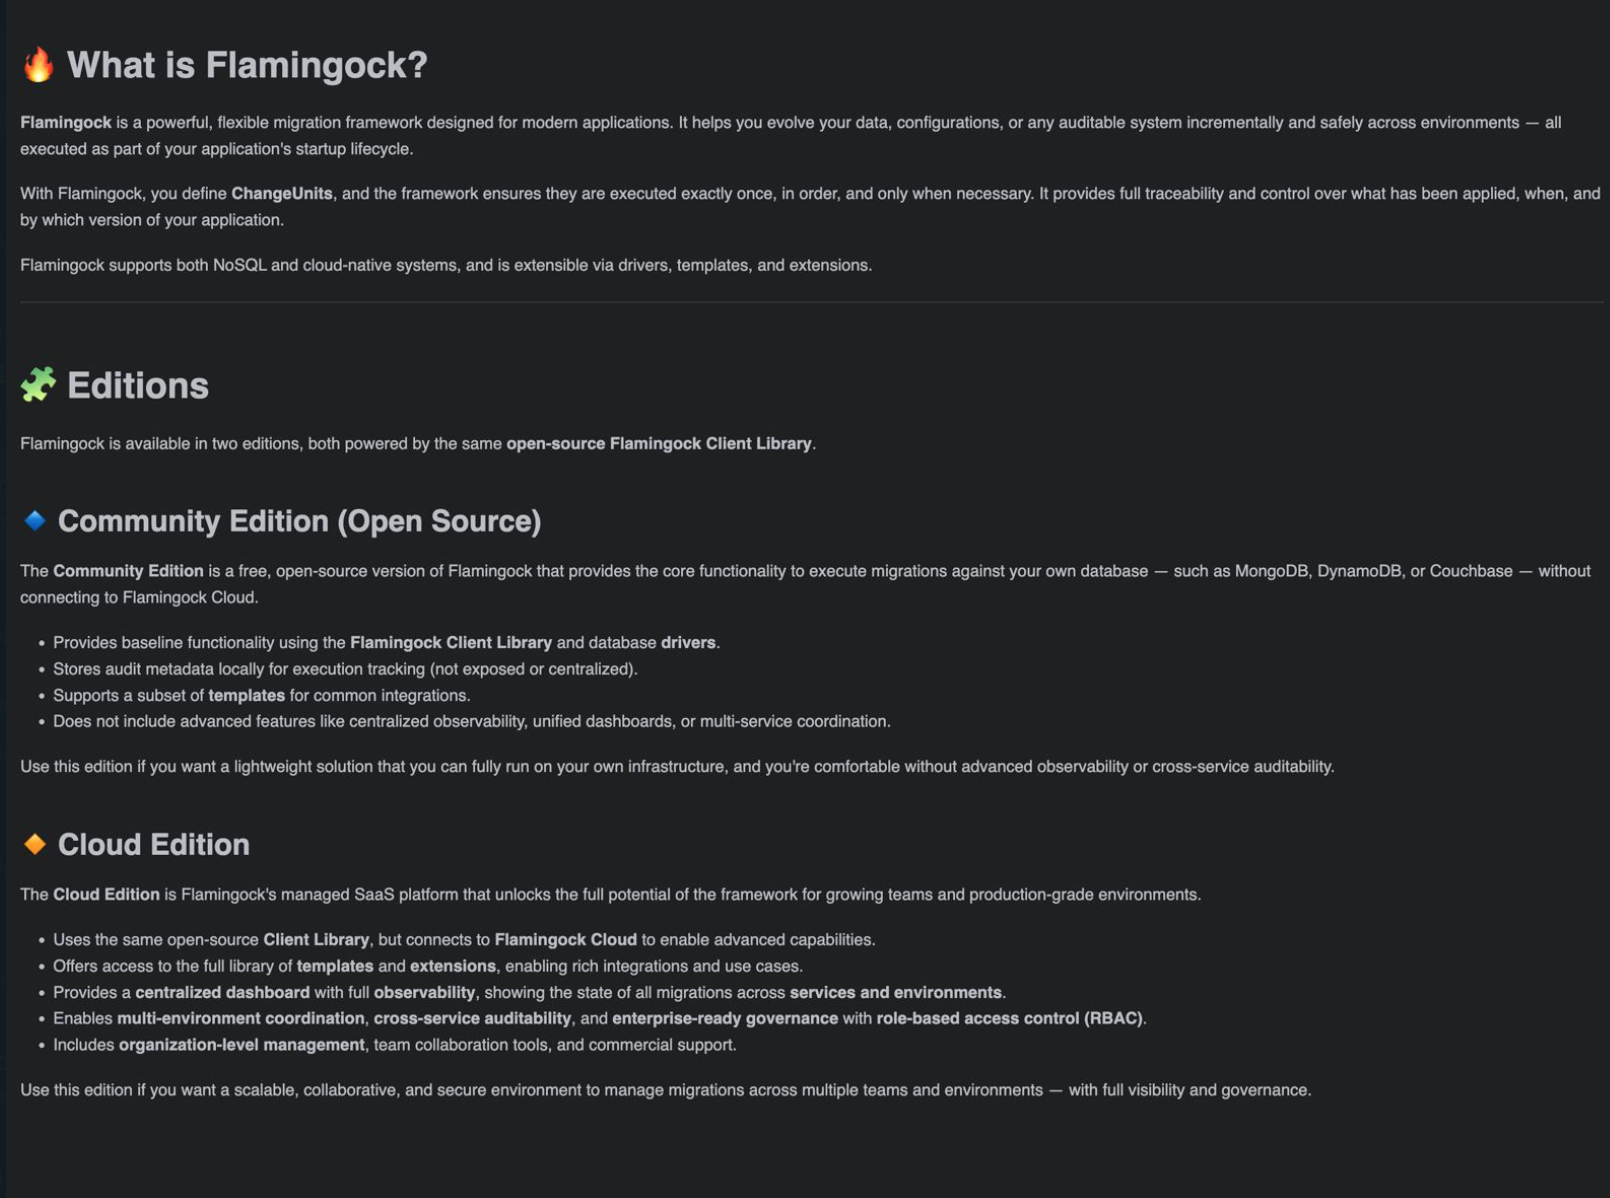 🔥 What is Flamingock?
Flamingock is a powerful, flexible migration framework designed for modern applications. It helps you evolve your data, configurations, or any auditable system incrementally and safely across environments — all
executed as part of your application's startup lifecycle.
With Flamingock, you define ChangeUnits, and the framework ensures they are executed exactly once, in order, and only when necessary. It provides full traceability and control over what has been applied, when, and
by which version of your application.
Flamingock supports both NoSQL and cloud-native systems, and is extensible via drivers, templates, and extensions.
🧩 Editions
Flamingock is available in two editions, both powered by the same open-source Flamingock Client Library.
🔹 Community Edition (Open Source)
The Community Edition is a free, open-source version of Flamingock that provides the core functionality to execute migrations against your own database — such as MongoDB, DynamoDB, or Couchbase — without
connecting to Flamingock Cloud.
• Provides baseline functionality using the Flamingock Client Library and database drivers.
• Stores audit metadata locally for execution tracking (not exposed or centralized).
• Supports a subset of templates for common integrations.
• Does not include advanced features like centralized observability, unified dashboards, or multi-service coordination.
Use this edition if you want a lightweight solution that you can fully run on your own infrastructure, and you're comfortable without advanced observability or cross-service auditability.
🔸 Cloud Edition
The Cloud Edition is Flamingock's managed SaaS platform that unlocks the full potential of the framework for growing teams and production-grade environments.
• Uses the same open-source Client Library, but connects to Flamingock Cloud to enable advanced capabilities.
• Offers access to the full library of templates and extensions, enabling rich integrations and use cases.
• Provides a centralized dashboard with full observability, showing the state of all migrations across services and environments.
• Enables multi-environment coordination, cross-service auditability, and enterprise-ready governance with role-based access control (RBAC).
• Includes organization-level management, team collaboration tools, and commercial support.
Use this edition if you want a scalable, collaborative, and secure environment to manage migrations across multiple teams and environments — with full visibility and governance.